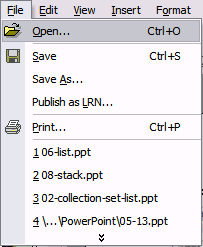 File Edit View Insert Format
Open... Ctrl+O
Save Ctrl+S
Save As...
Publish as LRN...
Print... Ctrl+P
1 06-list.ppt
2 08-stack.ppt
3 02-collection-set-list.ppt
4 \...\PowerPoint\05-13.ppt